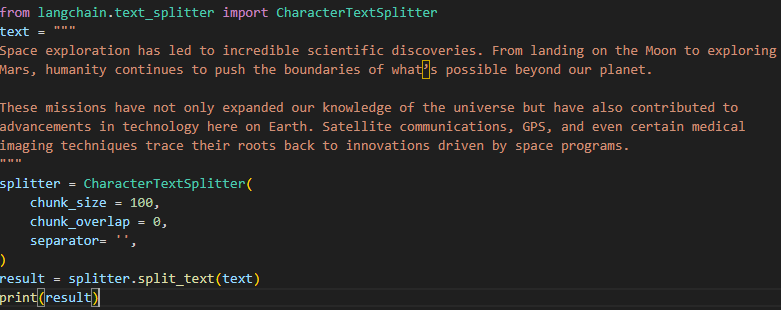 from langchain.text_splitter import CharacterTextSplitter
text = """
Space exploration has led to incredible scientific discoveries. From landing on the Moon to exploring
Mars, humanity continues to push the boundaries of what’s possible beyond our planet.

These missions have not only expanded our knowledge of the universe but have also contributed to
advancements in technology here on Earth. Satellite communications, GPS, and even certain medical
imaging techniques trace their roots back to innovations driven by space programs.
"""
splitter = CharacterTextSplitter(
    chunk_size = 100,
    chunk_overlap = 0,
    separator= '',
)
result = splitter.split_text(text)
print(result)